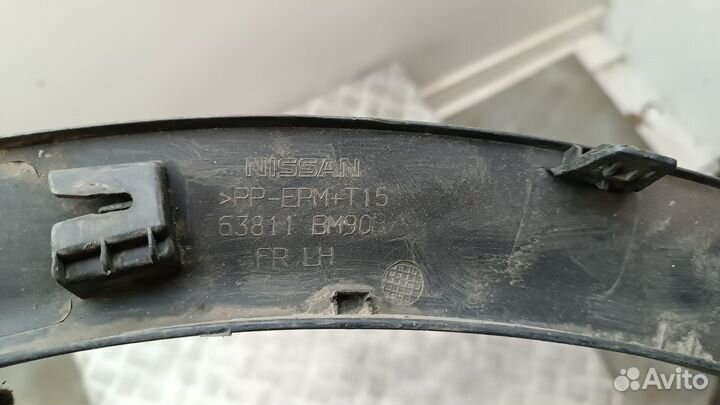 NISSAN
>PP-EPM+T15
63811 BM90B
FR LH
Avito